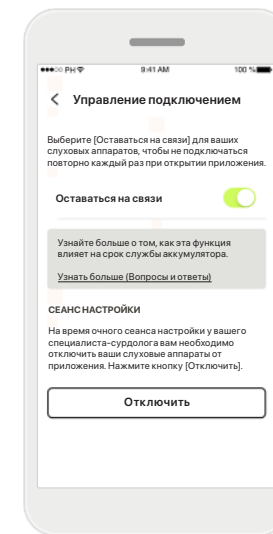 PH 9:41 AM 100 %
Управление подключением
Выберите [Оставаться на связи] для ваших
слуховых аппаратов, чтобы не подключаться
повторно каждый раз при открытии приложения.
Оставаться на связи
Узнайте больше о том, как эта функция
влияет на срок службы аккумулятора.
Узнать больше (Вопросы и ответы)
СЕАНС НАСТРОЙКИ
На время очного сеанса настройки у вашего
специалиста-сурдолога вам необходимо
отключить ваши слуховые аппараты от
приложения. Нажмите кнопку [Отключить].
Отключить